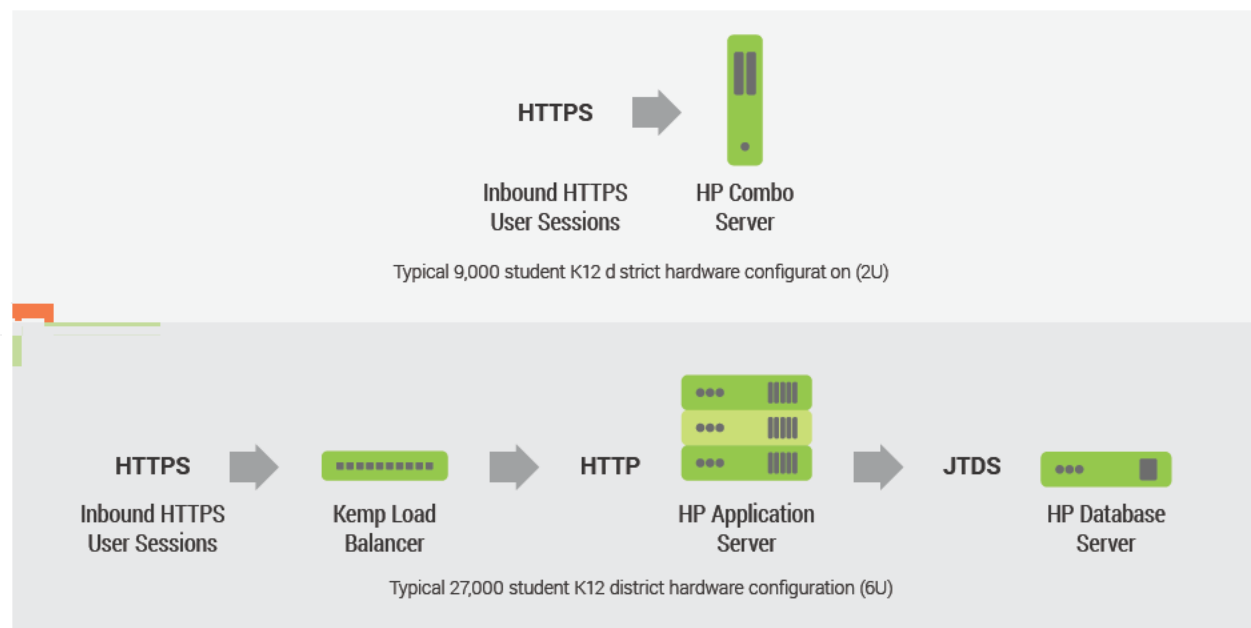 HTTPS
Inbound HTTPS
User Sessions
HP Combo
Server
Typical 9,000 student K12 d strict hardware configurat on (2U)
HTTPS
Inbound HTTPS
User Sessions
Kemp Load
Balancer
HTTP
HP Application
Server
JTDS
HP Database
Server
Typical 27,000 student K12 district hardware configuration (6U)